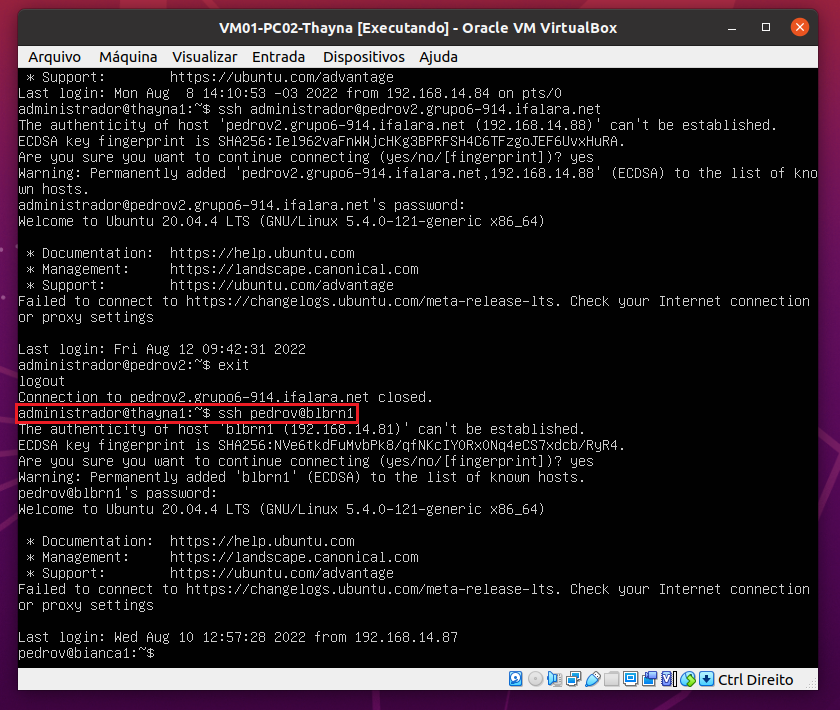 VM01-PC02-Thayna [Executando] - Oracle VM VirtualBox
Arquivo Máquina Visualizar Entrada Dispositivos Ajuda
* Support: https://ubuntu.com/advantage
Last login: Mon Aug 8 14:10:53 -03 2022 from 192.168.14.84 on pts/0
administrador@thayna1:~$ ssh administrador@pedrov2.grupo6-914.ifalara.net
The authenticity of host 'pedrov2.grupo6-914.ifalara.net (192.168.14.88)' can't be established.
ECDSA key fingerprint is SHA256:Iel962vaFnWWjcHKg3BPRFSH4C6TFzgoJEF6UvxHuRA.
Are you sure you want to continue connecting (yes/no/[fingerprint])? yes
Warning: Permanently added 'pedrov2.grupo6-914.ifalara.net,192.168.14.88' (ECDSA) to the list of kno
wn hosts.
administrador@pedrov2.grupo6-914.ifalara.net's password:
Welcome to Ubuntu 20.04.4 LTS (GNU/Linux 5.4.0-121-generic x86_64)
* Documentation: https://help.ubuntu.com
* Management: https://landscape.canonical.com
* Support: https://ubuntu.com/advantage
Failed to connect to https://changelogs.ubuntu.com/meta-release-lts. Check your Internet connection
or proxy settings
Last login: Fri Aug 12 09:42:31 2022
administrador@pedrov2:~$ exit
logout
Connection to pedrov2.grupo6-914.ifalara.net closed.
administrador@thayna1:~$ ssh pedrov@blbrn1
The authenticity of host 'blbrn1 (192.168.14.81)' can't be established.
ECDSA key fingerprint is SHA256:NVe6tkdFuMvbPk8/qfNKcIYORx0Nq4eCS7xdcb/RyR4.
Are you sure you want to continue connecting (yes/no/[fingerprint])? yes
Warning: Permanently added 'blbrn1' (ECDSA) to the list of known hosts.
pedrov@blbrn1's password:
Welcome to Ubuntu 20.04.4 LTS (GNU/Linux 5.4.0-121-generic x86_64)
* Documentation: https://help.ubuntu.com
* Management: https://landscape.canonical.com
* Support: https://ubuntu.com/advantage
Failed to connect to https://changelogs.ubuntu.com/meta-release-lts. Check your Internet connection
or proxy settings
Last login: Wed Aug 10 12:57:28 2022 from 192.168.14.87
pedrov@bianca1:~$
Ctrl Direito